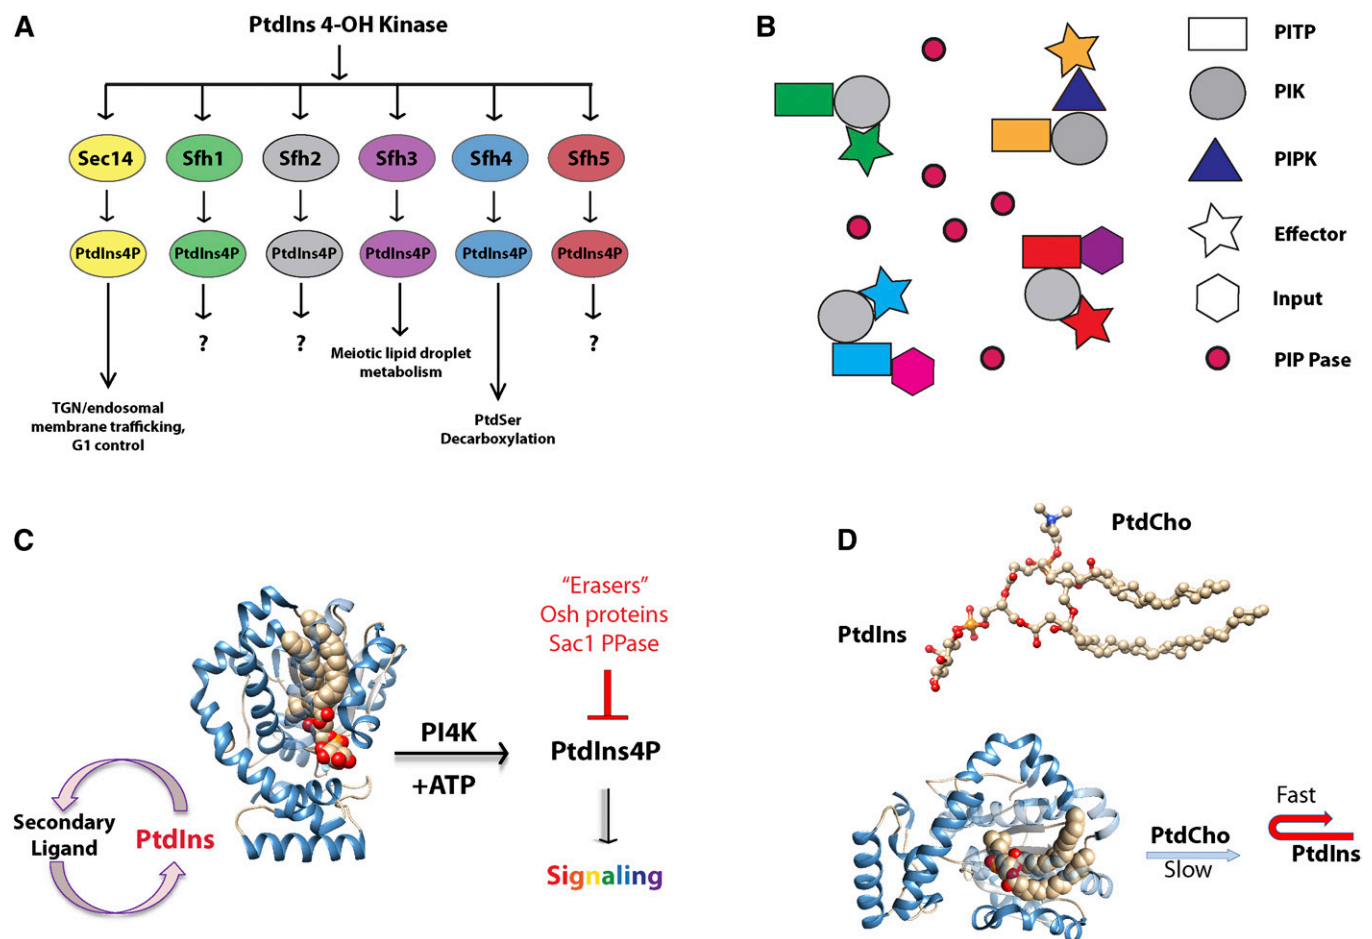 A
PtdIns 4-OH Kinase
Sec14
Sfh1
Sfh2
Sfh3
Sfh4
Sfh5
PtdIns4P
PtdIns4P
PtdIns4P
PtdIns4P
PtdIns4P
PtdIns4P
?
?
?
Meiotic lipid droplet
metabolism
TGN/endosomal
membrane trafficking,
G1 control
PtdSer
Decarboxylation
B
PITP
PIK
PIPK
Effector
Input
PIP Pase
C
"Erasers"
Osh proteins
Sac1 PPase
PI4K
+ATP
PtdIns4P
Signaling
Secondary
Ligand
PtdIns
D
PtdCho
PtdIns
PtdCho
Slow
Fast
PtdIns